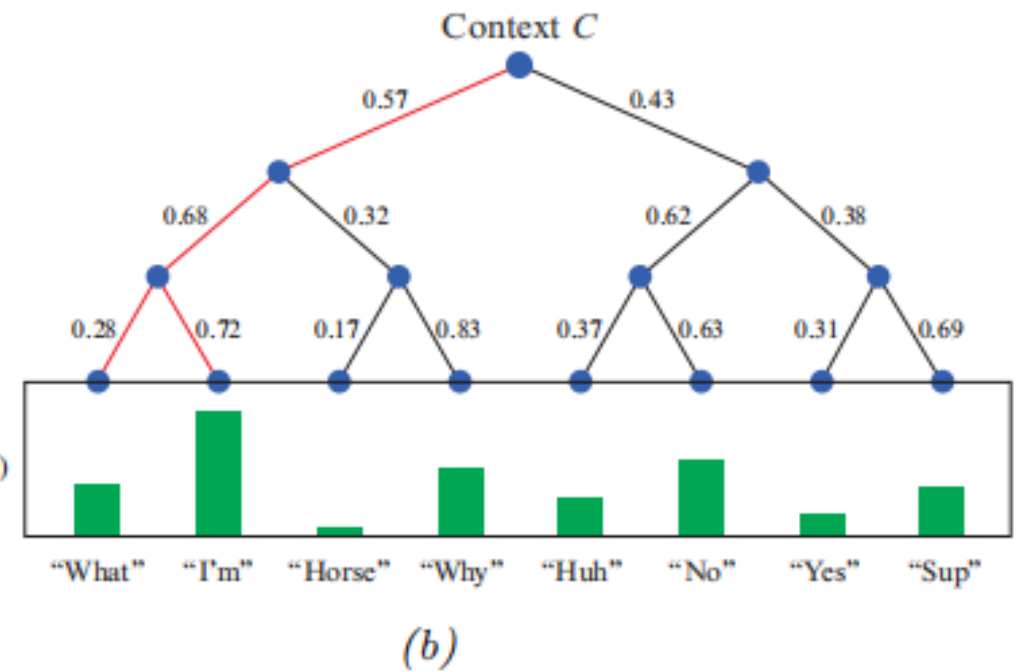 Context C
0.57 0.43
0.68 0.32 0.62 0.38
0.28 0.72 0.17 0.83 0.37 0.63 0.31 0.69
)
“What” “I’m” “Horse” “Why” “Huh” “No” “Yes” “Sup”
(b)